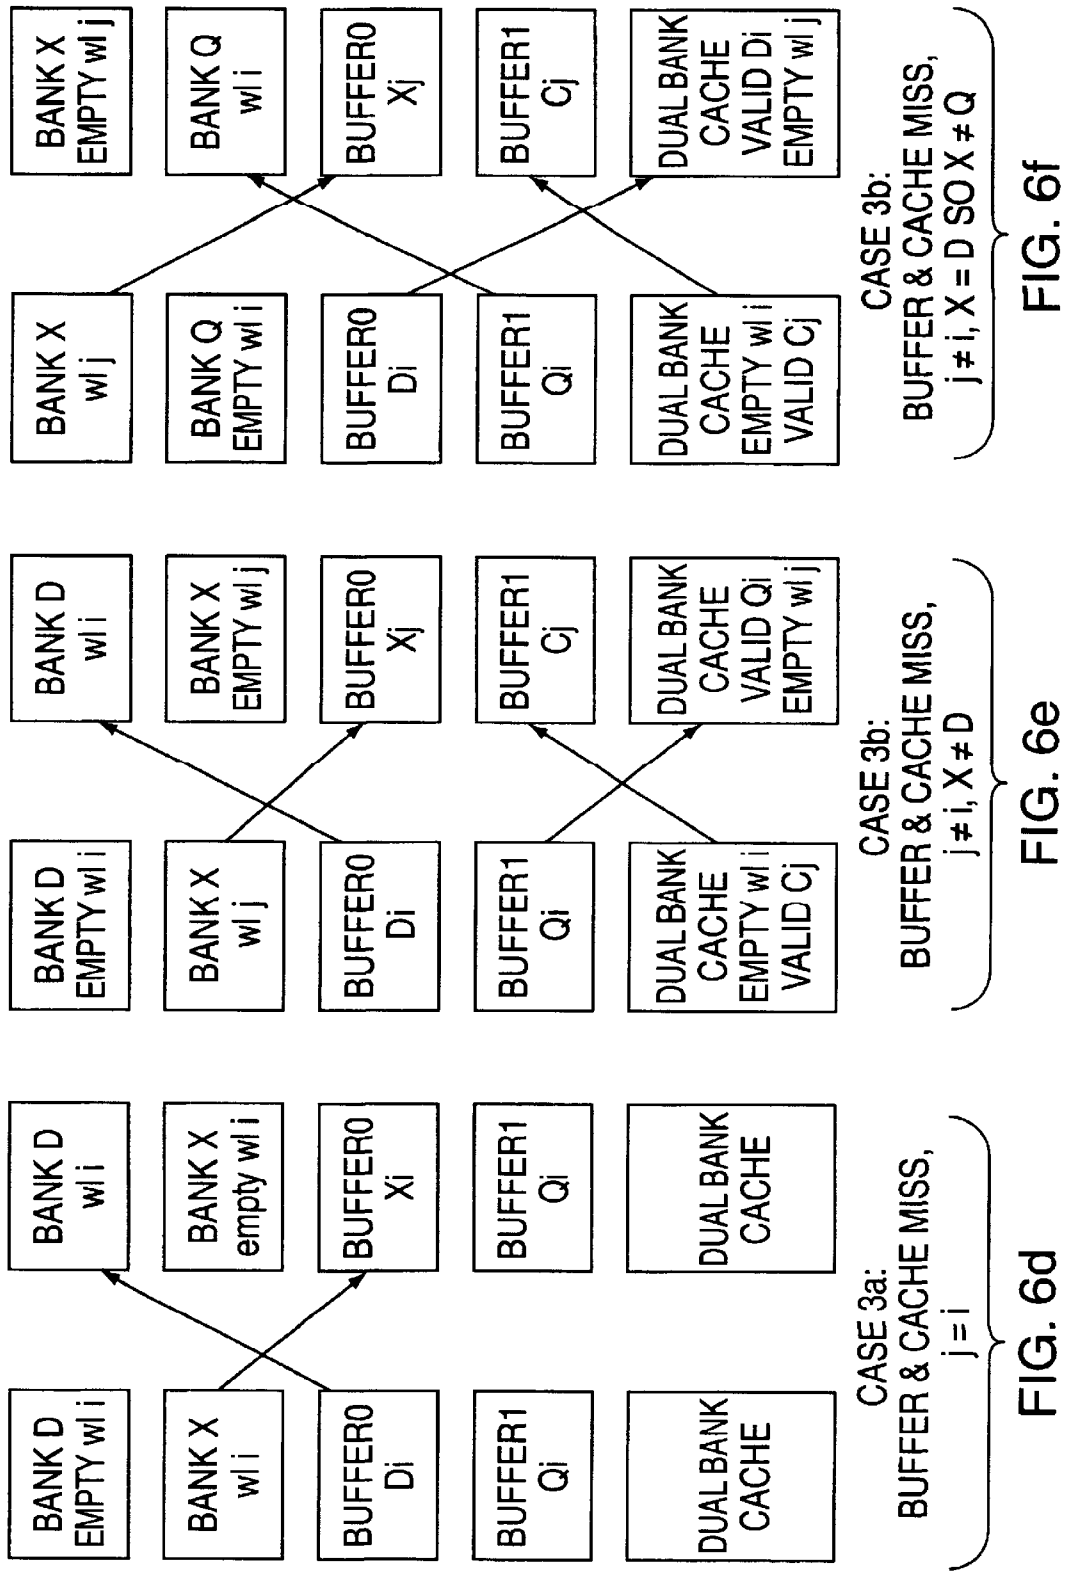 BANK D
EMPTY wl i
BANK X
wl i
BUFFER0
Di
BUFFER1
Qi
DUAL BANK
CACHE
BANK D
wl i
BANK X
empty wl i
BUFFER0
Xi
BUFFER1
Qi
DUAL BANK
CACHE
CASE 3a:
BUFFER & CACHE MISS,
j = i
FIG. 6d
BANK D
EMPTY wl i
BANK X
wl j
BUFFER0
Di
BUFFER1
Qi
DUAL BANK
CACHE
EMPTY wl i
VALID Cj
BANK D
wl i
BANK X
EMPTY wl j
BUFFER0
Xj
BUFFER1
Cj
DUAL BANK
CACHE
VALID Qi
EMPTY wl j
CASE 3b:
BUFFER & CACHE MISS,
j ≠ i, X ≠ D
FIG. 6e
BANK X
wl j
BANK Q
EMPTY wl i
BUFFER0
Di
BUFFER1
Qi
DUAL BANK
CACHE
EMPTY wl i
VALID Cj
BANK X
EMPTY wl j
BANK Q
wl i
BUFFER0
Xj
BUFFER1
Cj
DUAL BANK
CACHE
VALID Di
EMPTY wl j
CASE 3b:
BUFFER & CACHE MISS,
j ≠ i, X = D SO X ≠ Q
FIG. 6f